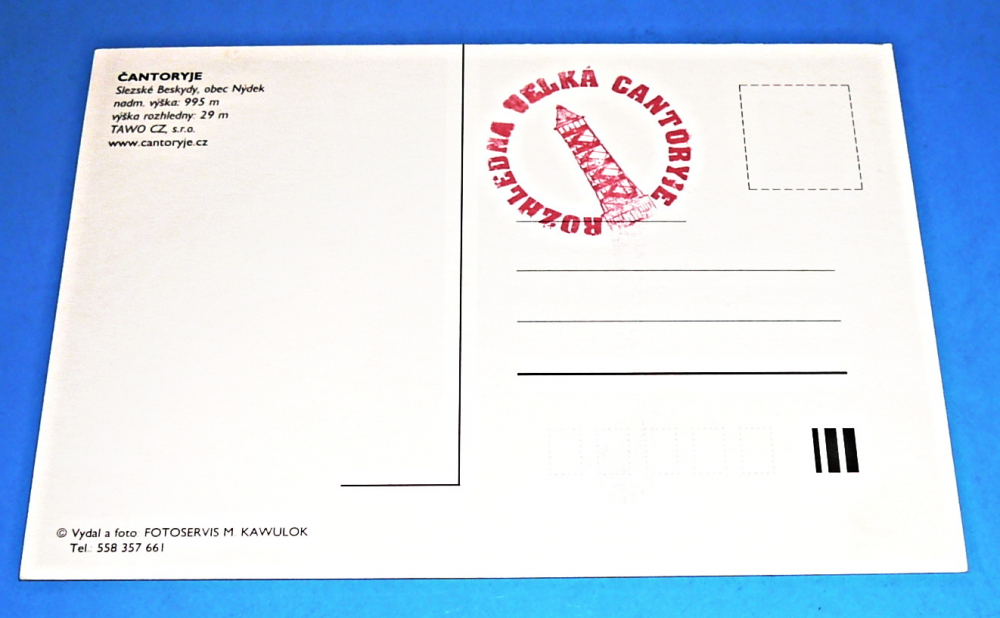 ČANTORYJE
Slezské Beskydy, obec Nýdek
nadm. výška: 995 m
výška rozhledny: 29 m
TAWO CZ, s.r.o.
www.cantoryje.cz
ROZHLEDNA VELKÁ CANTORYJE
© Vydal a foto: FOTOSERVIS M. KAWULOK
Tel.: 558 357 661